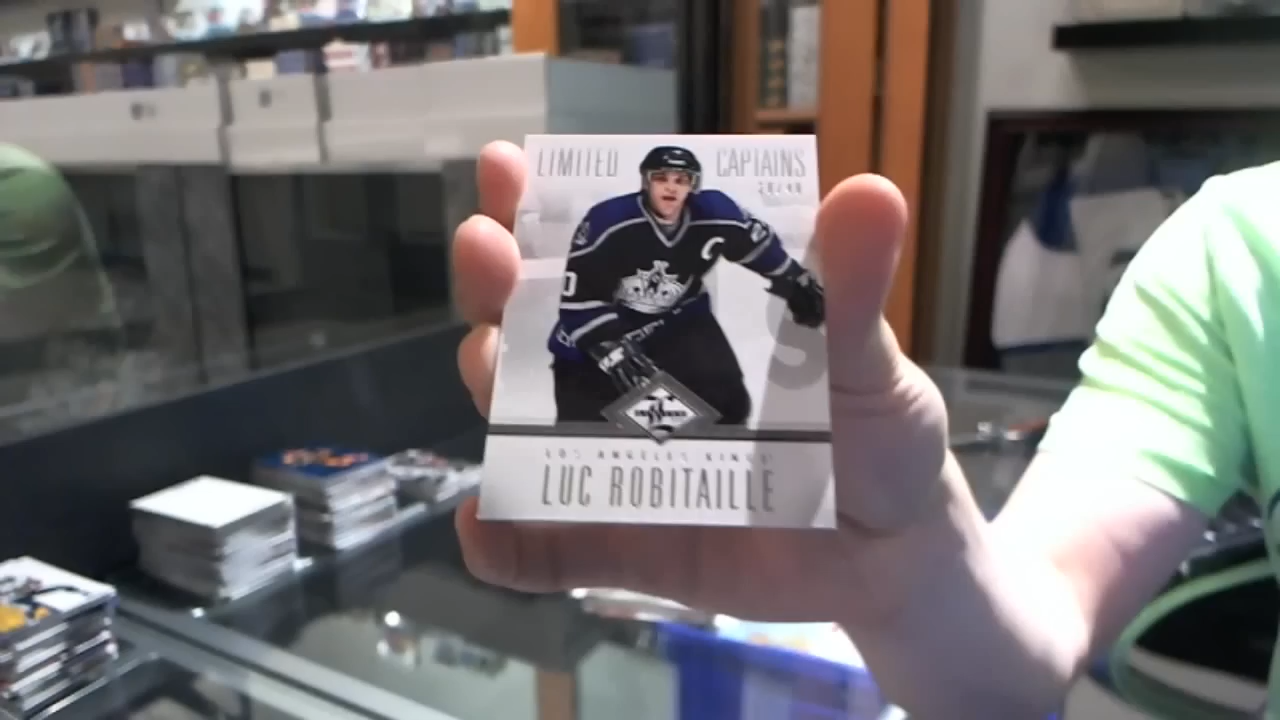 LIMITED CAPTAINS
C
LOS ANGELES KINGS
LUC ROBITAILLE